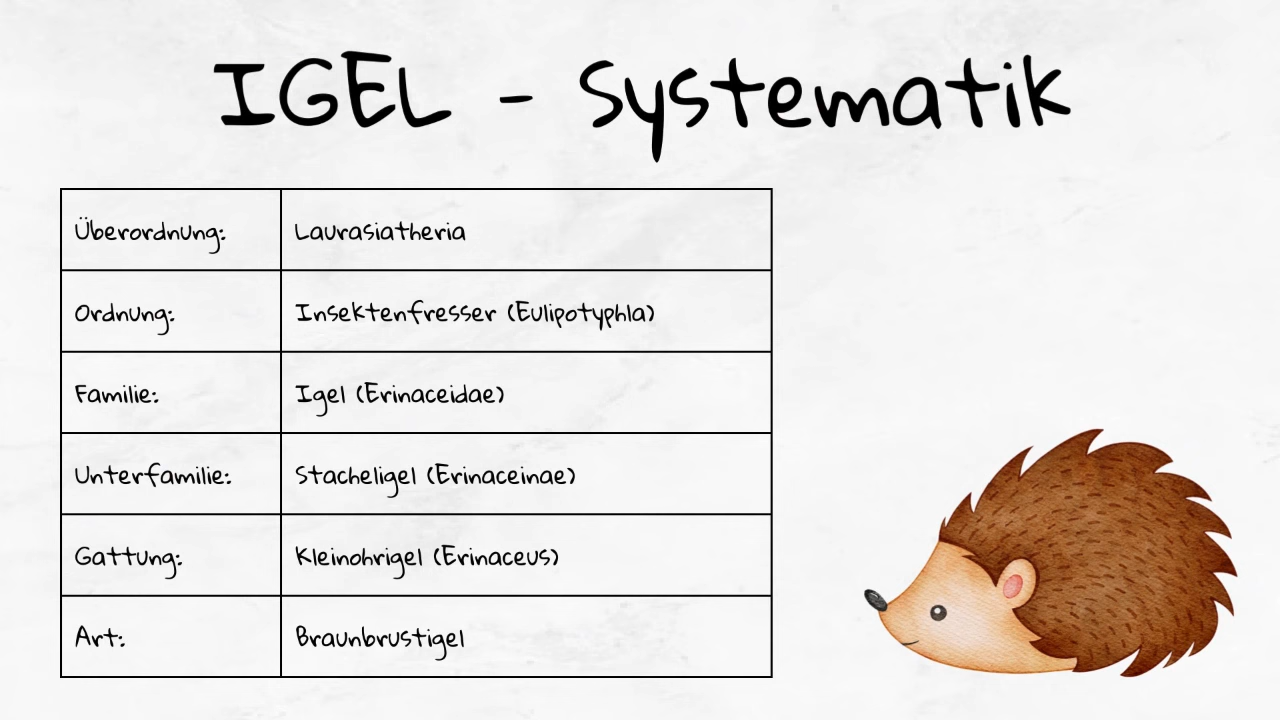 IGEL - Systematik
Überordnung: Laurasiatheria
Ordnung: Insektenfresser (Eulipotyphla)
Familie: Igel (Erinaceidae)
Unterfamilie: Stacheligel (Erinaceinae)
Gattung: Kleinohrigel (Erinaceus)
Art: Braunbrustigel